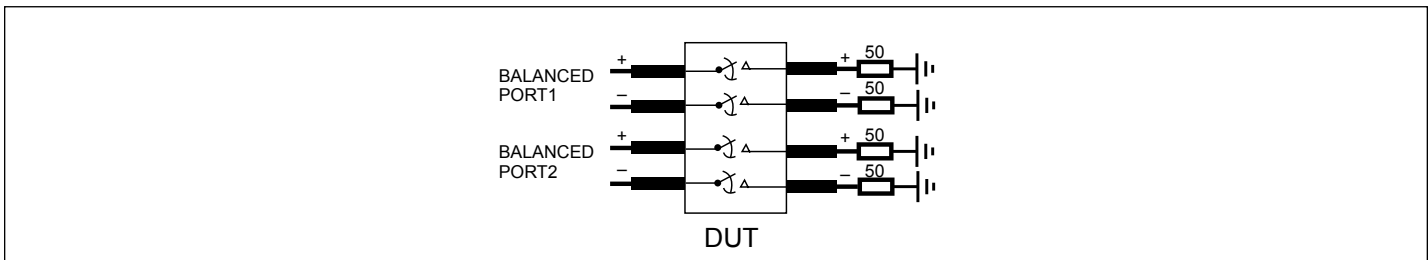 + + 50
BALANCED
PORT1
– – 50
+ + 50
BALANCED
PORT2
– – 50
DUT